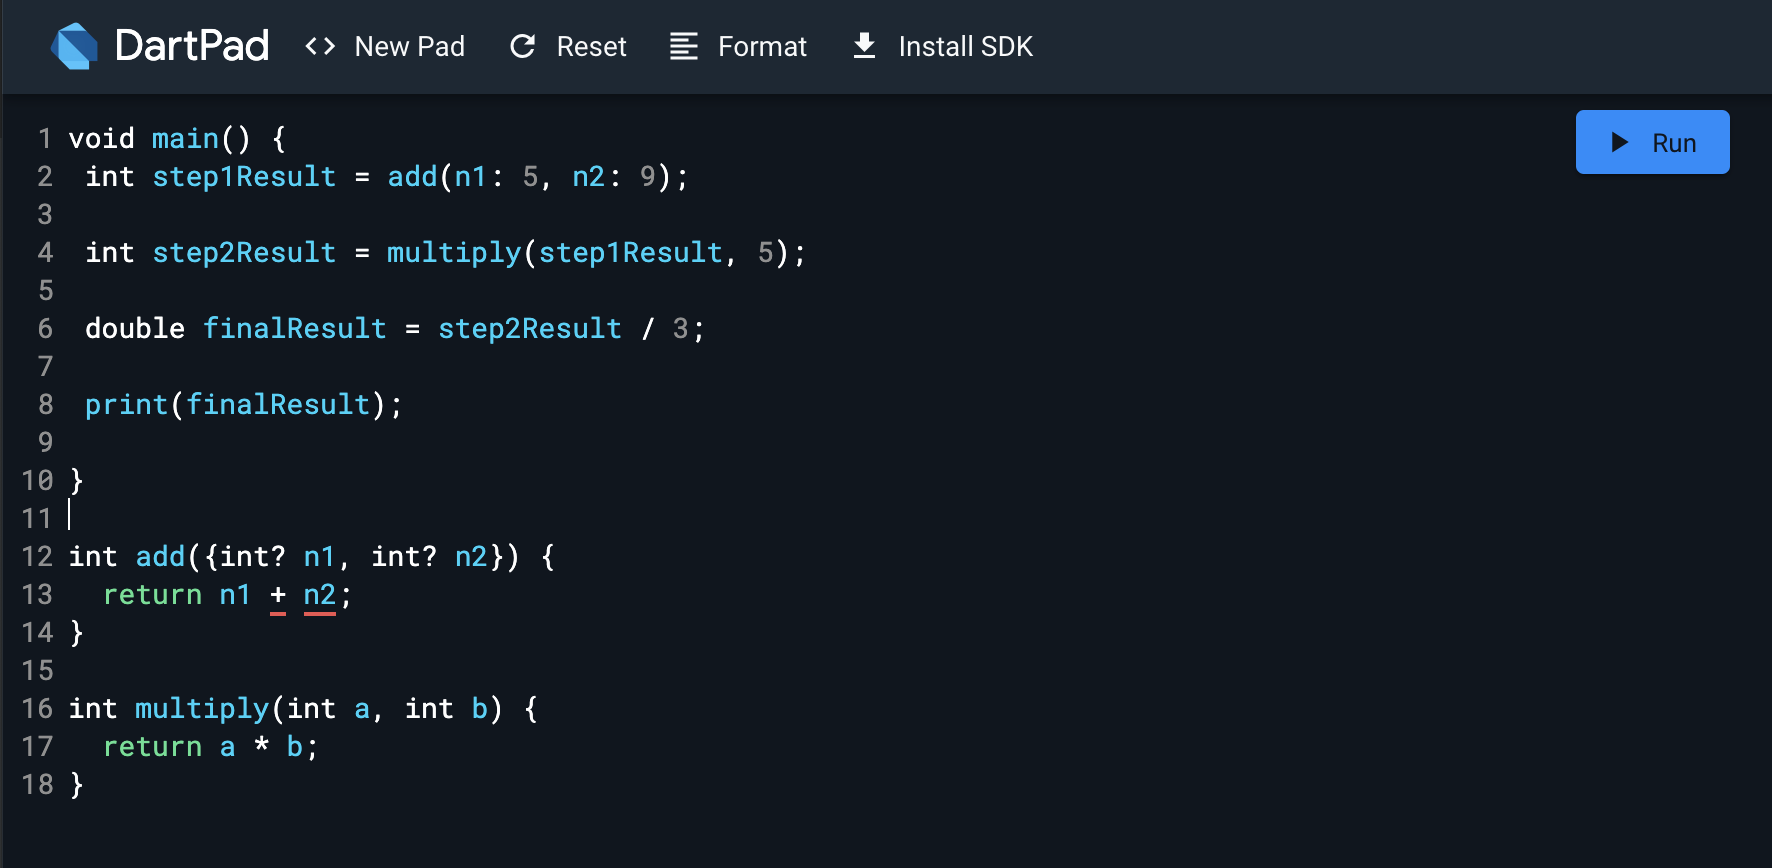 DartPad <> New Pad Reset Format Install SDK
Run
1 void main() {
2 int step1Result = add(n1: 5, n2: 9);
3
4 int step2Result = multiply(step1Result, 5);
5
6 double finalResult = step2Result / 3;
7
8 print(finalResult);
9
10 }
11
12 int add({int? n1, int? n2}) {
13 return n1 + n2;
14 }
15
16 int multiply(int a, int b) {
17 return a * b;
18 }